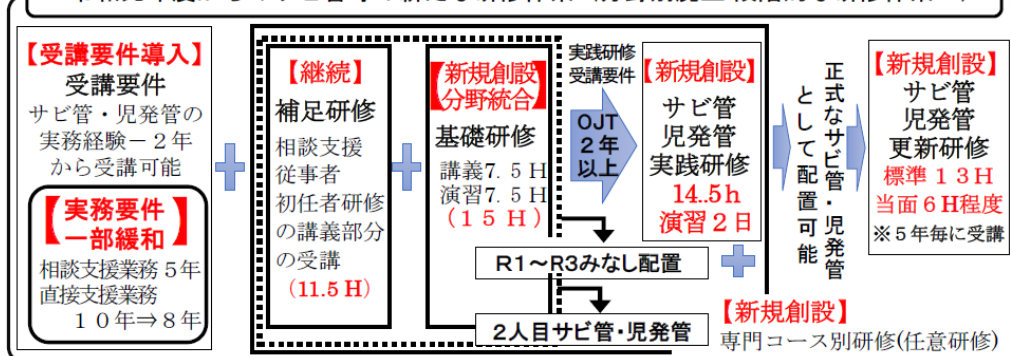 【受講要件導入】
受講要件
サビ管・児発管の
実務経験－２年
から受講可能
【実務要件
一部緩和】
相談支援業務５年
直接支援業務
１０年⇒８年
【継続】
補足研修
相談支援
従事者
初任者研修
の講義部分
の受講
（11.5Ｈ）
【新規創設
分野統合】
基礎研修
講義７.５Ｈ
演習７.５Ｈ
（１５Ｈ）
実践研修
受講要件
OJT
２年
以上
R1～R3みなし配置
２人目サビ管・児発管
【新規創設】
サビ管
児発管
実践研修
14..5ｈ
演習２日
【新規創設】
専門コース別研修(任意研修)
正式なサビ管・児発管
として配置可能
【新規創設】
サビ管
児発管
更新研修
標準１３Ｈ
当面６Ｈ程度
※５年毎に受講